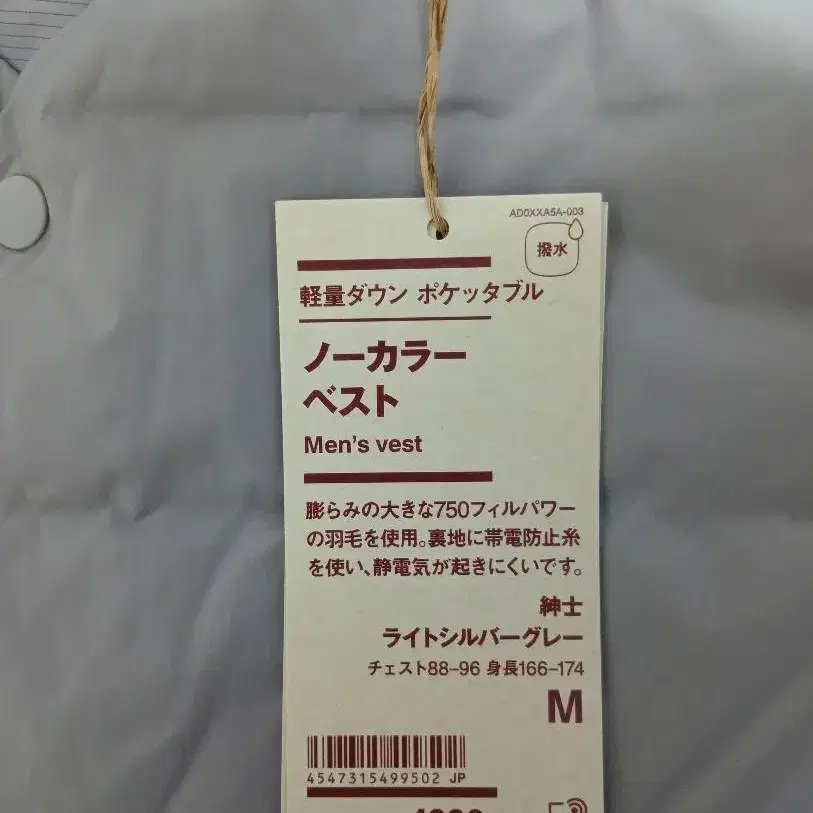 AD0XXA5A-003
撥水
軽量ダウン ポケッタブル
ノーカラー
ベスト
Men's vest
膨らみの大きな750フィルパワー
の羽毛を使用。裏地に帯電防止糸
を使い、静電気が起きにくいです。
紳士
ライトシルバーグレー
チェスト88-96 身長166-174
M
4547315499502 JP